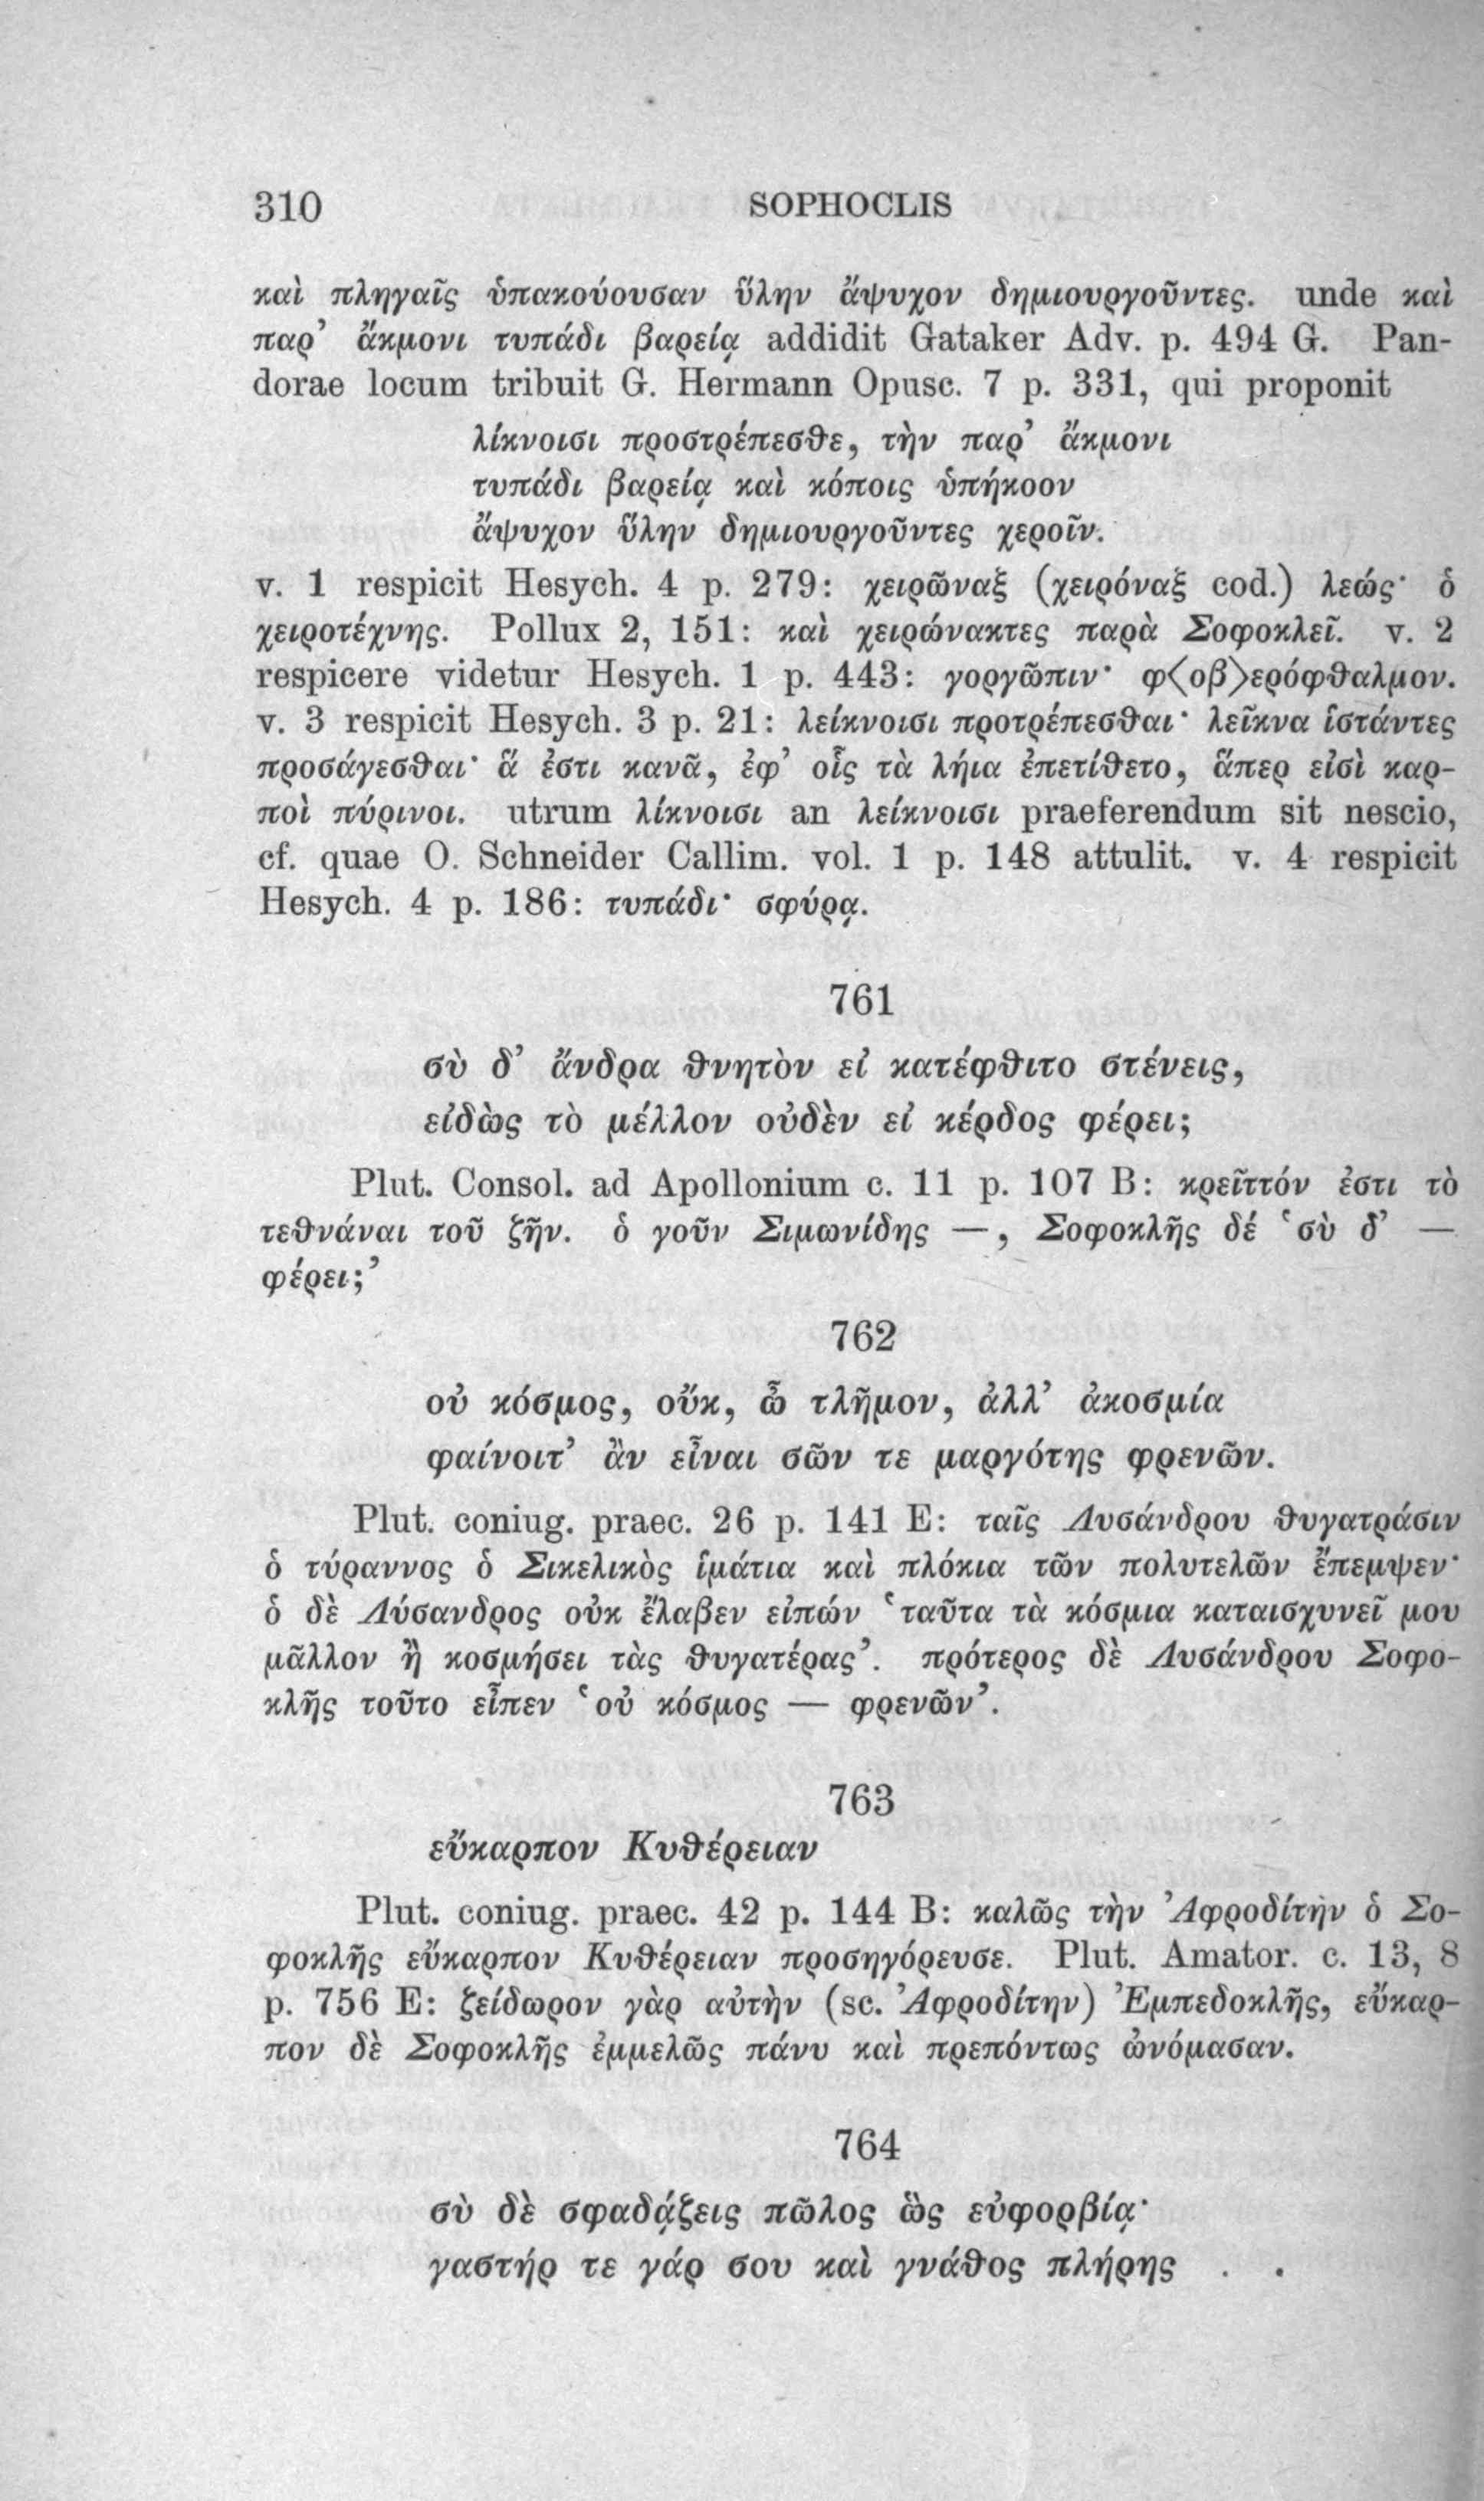 310 SOPHOCLIS
καὶ πληγαῖς ὑπακούουσαν ὕλην ἄψυχον δημιουργοῦντες. unde καὶ
παρ’ ἄκμονι τυπάδι βαρείᾳ addidit Gataker Adv. p. 494 G. Pan-
dorae locum tribuit G. Hermann Opusc. 7 p. 331, qui proponit
λίκνοισι προστρέπεσθε, τὴν παρ’ ἄκμονι
τυπάδι βαρείᾳ καὶ κόποις ὑπήκοον
ἄψυχον ὕλην δημιουργοῦντες χεροῖν.
v. 1 respicit Hesych. 4 p. 279: χειρῶναξ (χειρόναξ cod.) λεώς· ὁ
χειροτέχνης. Pollux 2, 151: καὶ χειρώνακτες παρὰ Σοφοκλεῖ. v. 2
respicere videtur Hesych. 1 p. 443: γοργῶπιν· φ<οβ>ερόφθαλμον.
v. 3 respicit Hesych. 3 p. 21: λείκνοισι προτρέπεσθαι· λεῖκνα ἱστάντες
προσάγεσθαι· ἅ ἐστι κανᾶ, ἐφ’ οἷς τὰ λήια ἐπετίθετο, ἅπερ εἰσὶ καρ-
ποὶ πύρινοι. utrum λίκνοισι an λείκνοισι praeferendum sit nescio,
cf. quae O. Schneider Callim. vol. 1 p. 148 attulit. v. 4 respicit
Hesych. 4 p. 186: τυπάδι· σφύρᾳ.
761
σὺ δ’ ἄνδρα θνητὸν εἰ κατέφθιτο στένεις,
εἰδὼς τὸ μέλλον οὐδὲν εἰ κέρδος φέρει;
Plut. Consol. ad Apollonium c. 11 p. 107 B: κρεῖττόν ἐστι τὸ
τεθνάναι τοῦ ζῆν. ὁ γοῦν Σιμωνίδης —, Σοφοκλῆς δέ ‘σὺ δ’ —
φέρει;’
762
οὐ κόσμος, οὔκ, ὦ τλῆμον, ἀλλ’ ἀκοσμία
φαίνοιτ’ ἂν εἶναι σῶν τε μαργότης φρενῶν.
Plut. coniug. praec. 26 p. 141 E: ταῖς Λυσάνδρου θυγατράσιν
ὁ τύραννος ὁ Σικελικὸς ἱμάτια καὶ πλόκια τῶν πολυτελῶν ἔπεμψεν·
ὁ δὲ Λύσανδρος οὐκ ἔλαβεν εἰπών ‘ταῦτα τὰ κόσμια καταισχυνεῖ μου
μᾶλλον ἢ κοσμήσει τὰς θυγατέρας’. πρότερος δὲ Λυσάνδρου Σοφο-
κλῆς τοῦτο εἶπεν ‘οὐ κόσμος — φρενῶν’.
763
εὔκαρπον Κυθέρειαν
Plut. coniug. praec. 42 p. 144 B: καλῶς τὴν Ἀφροδίτην ὁ Σο-
φοκλῆς εὔκαρπον Κυθέρειαν προσηγόρευσε. Plut. Amator. c. 13, 8
p. 756 E: ζείδωρον γὰρ αὐτὴν (sc. Ἀφροδίτην) Ἐμπεδοκλῆς, εὔκαρ-
πον δὲ Σοφοκλῆς ἐμμελῶς πάνυ καὶ πρεπόντως ὠνόμασαν.
764
σὺ δὲ σφαδᾴζεις πῶλος ὣς εὐφορβίᾳ·
γαστήρ τε γάρ σου καὶ γνάθος πλήρης . .